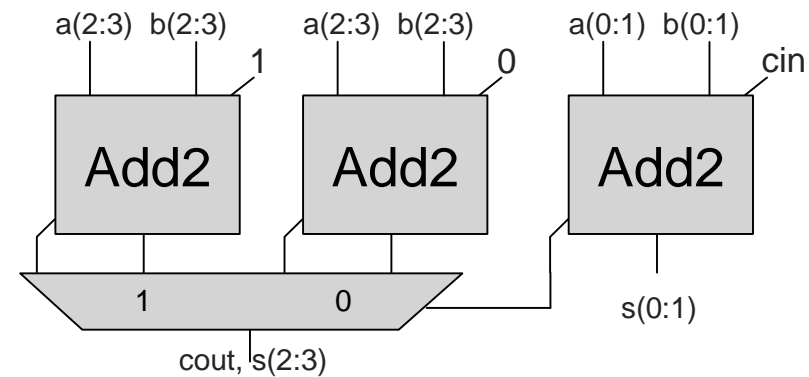 a(2:3) b(2:3) a(2:3) b(2:3) a(0:1) b(0:1)
1 0 cin
Add2 Add2 Add2
1 0
s(0:1)
cout, s(2:3)